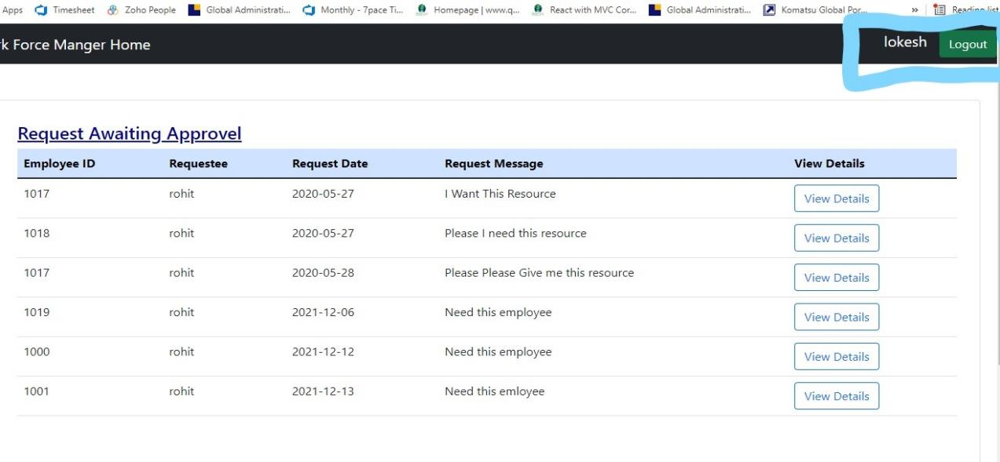 Apps Timesheet Zoho People Global Administrati... Monthly - 7pace Ti... Homepage | www.q... React with MVC Cor... Global Administrati... Komatsu Global Por... » Reading list
rk Force Manger Home lokesh Logout
Request Awaiting Approvel
Employee ID Requestee Request Date Request Message View Details
1017 rohit 2020-05-27 I Want This Resource View Details
1018 rohit 2020-05-27 Please I need this resource View Details
1017 rohit 2020-05-28 Please Please Give me this resource View Details
1019 rohit 2021-12-06 Need this employee View Details
1000 rohit 2021-12-12 Need this employee View Details
1001 rohit 2021-12-13 Need this emloyee View Details